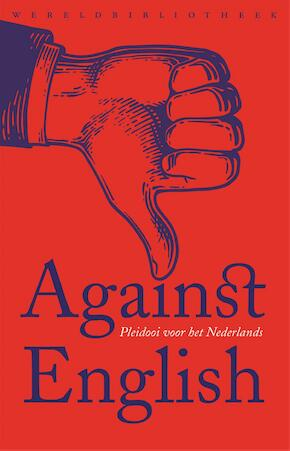 WERELDBIBLIOTHEEK
Against
Pleidooi voor het Nederlands
English